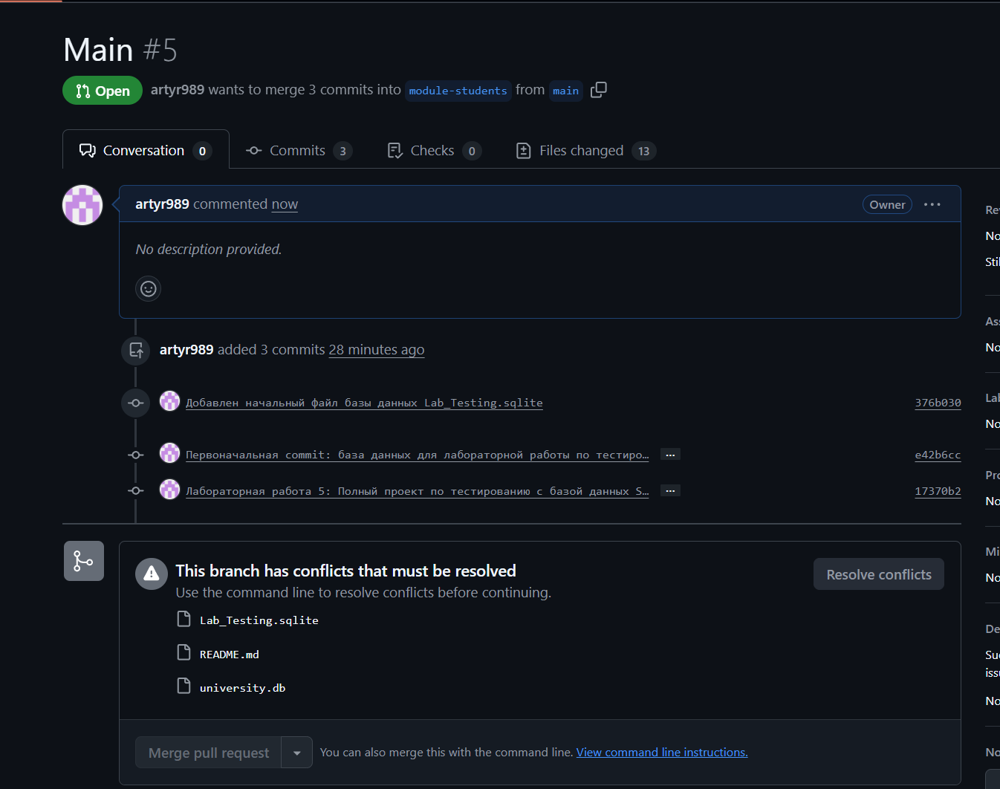 Main #5
Open artyr989 wants to merge 3 commits into module-students from main
Conversation 0 Commits 3 Checks 0 Files changed 13
artyr989 commented now Owner
No description provided.
artyr989 added 3 commits 28 minutes ago
Добавлен начальный файл базы данных Lab_Testing.sqlite 376b030
Первоначальная commit: база данных для лабораторной работы по тестиро… e42b6cc
Лабораторная работа 5: Полный проект по тестированию с базой данных S… 17370b2
This branch has conflicts that must be resolved
Resolve conflicts
Use the command line to resolve conflicts before continuing.
Lab_Testing.sqlite
README.md
university.db
Merge pull request You can also merge this with the command line. View command line instructions.
Rev
No
Stil
Ass
No
Lab
No
Pro
No
Mi
No
De
Suc
issu
No
No